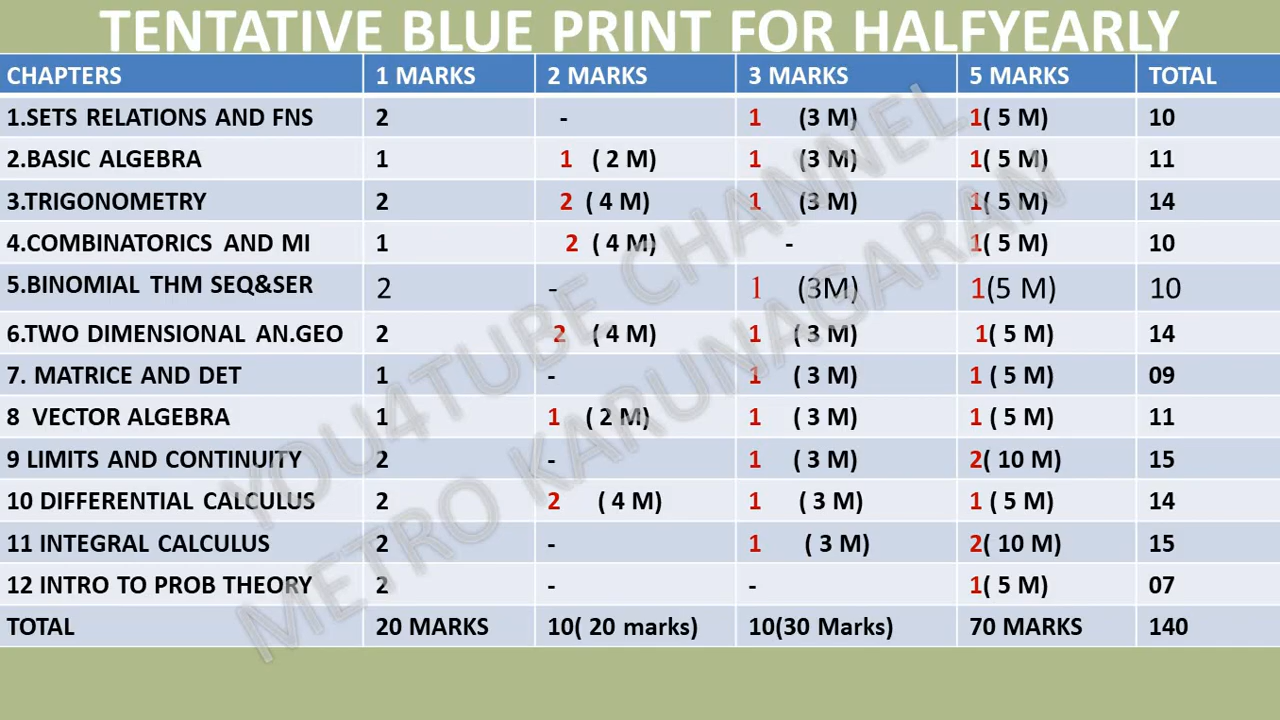 TENTATIVE BLUE PRINT FOR HALFYEARLY
CHAPTERS 1 MARKS 2 MARKS 3 MARKS 5 MARKS TOTAL
1.SETS RELATIONS AND FNS 2 - 1 (3 M) 1( 5 M) 10
2.BASIC ALGEBRA 1 1 ( 2 M) 1 (3 M) 1( 5 M) 11
3.TRIGONOMETRY 2 2 ( 4 M) 1 (3 M) 1( 5 M) 14
4.COMBINATORICS AND MI 1 2 ( 4 M) - 1( 5 M) 10
5.BINOMIAL THM SEQ&SER 2 - 1 (3M) 1(5 M) 10
6.TWO DIMENSIONAL AN.GEO 2 2 ( 4 M) 1 ( 3 M) 1( 5 M) 14
7. MATRICE AND DET 1 - 1 ( 3 M) 1 ( 5 M) 09
8 VECTOR ALGEBRA 1 1 ( 2 M) 1 ( 3 M) 1 ( 5 M) 11
9 LIMITS AND CONTINUITY 2 - 1 ( 3 M) 2( 10 M) 15
10 DIFFERENTIAL CALCULUS 2 2 ( 4 M) 1 ( 3 M) 1 ( 5 M) 14
11 INTEGRAL CALCULUS 2 - 1 ( 3 M) 2( 10 M) 15
12 INTRO TO PROB THEORY 2 - - 1( 5 M) 07
TOTAL 20 MARKS 10( 20 marks) 10(30 Marks) 70 MARKS 140
YOU4TUBE CHANNEL
METRO KARUNAGARAN